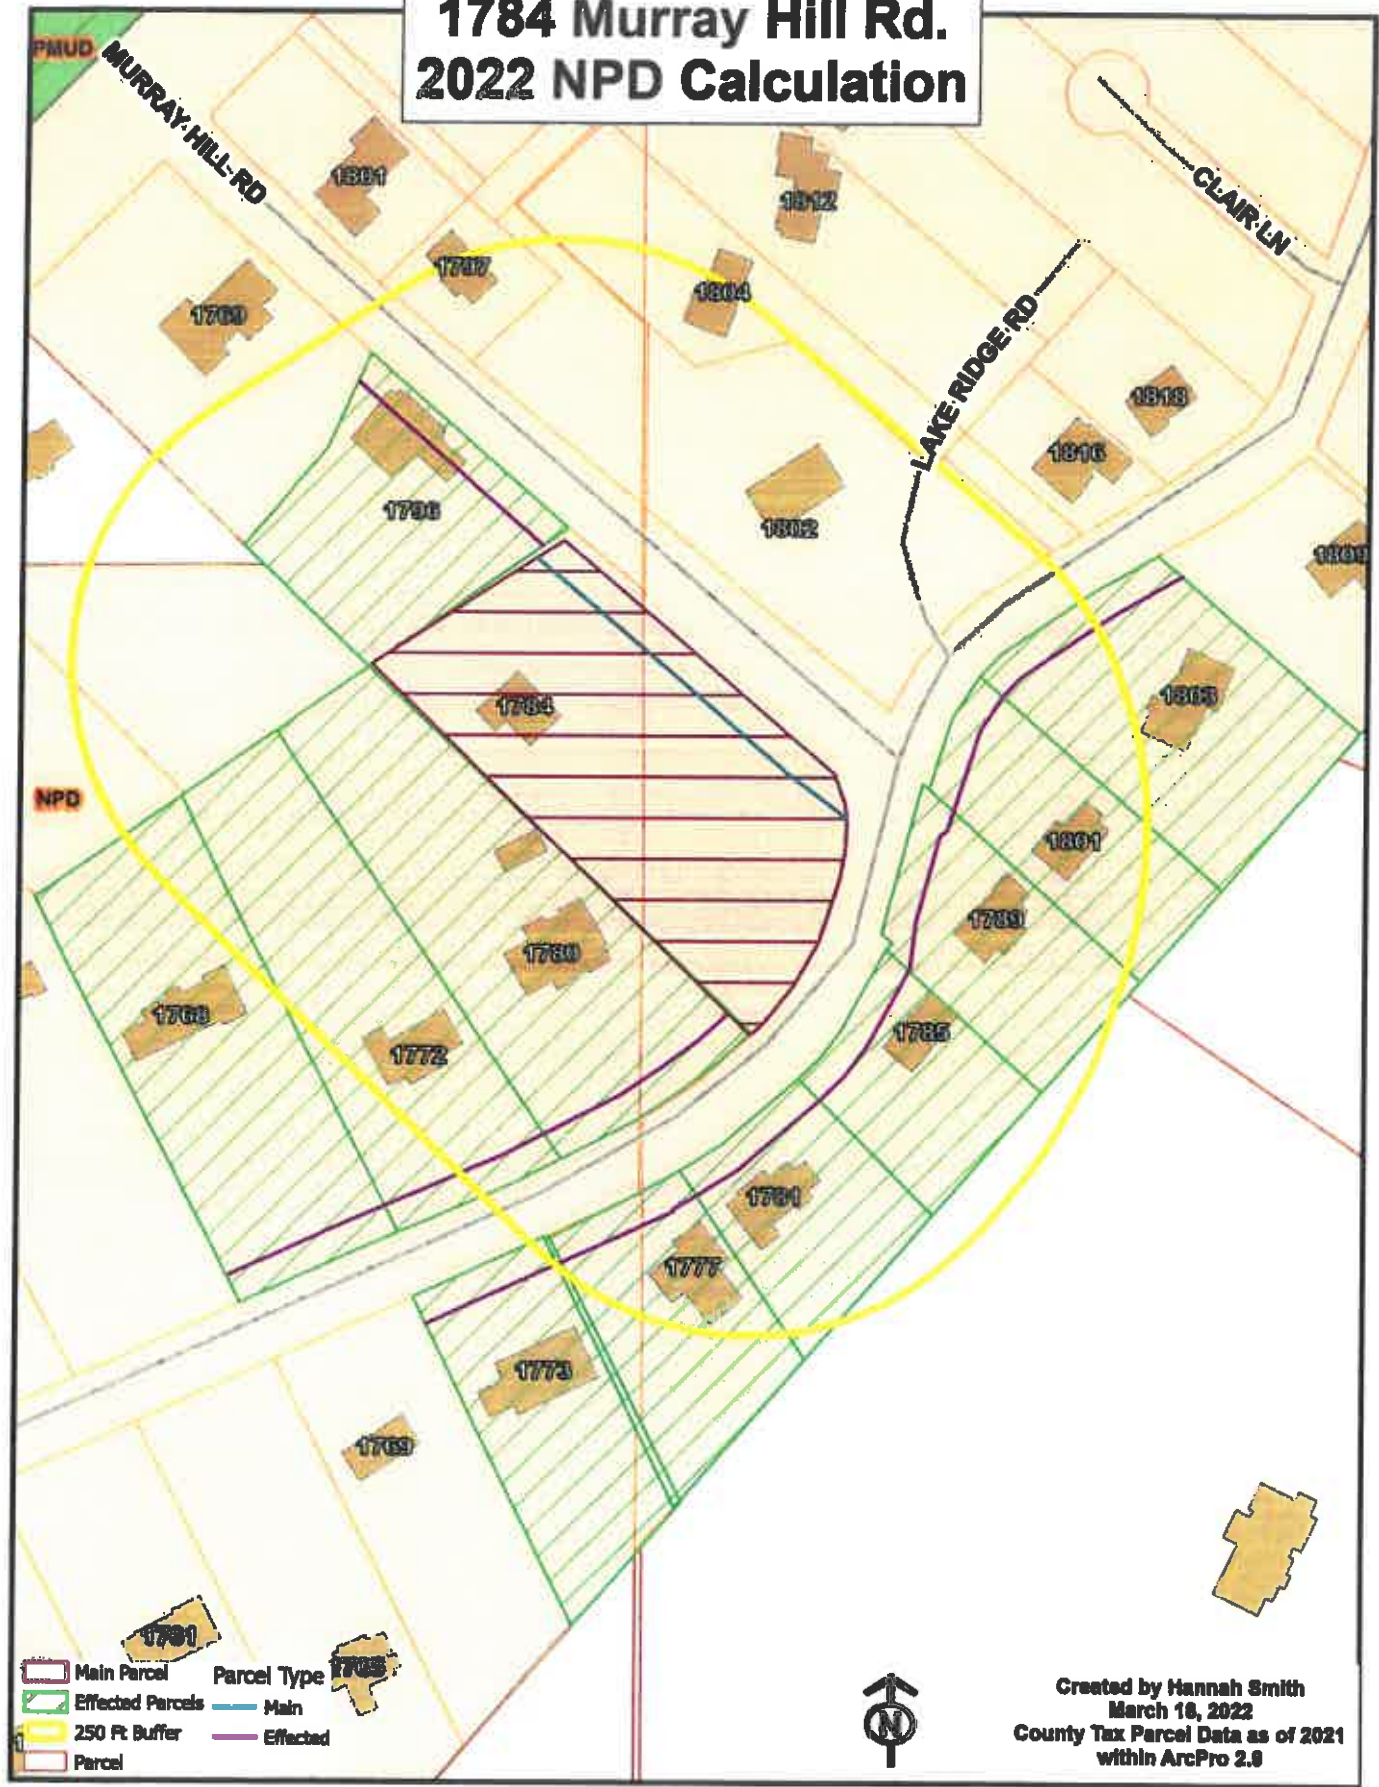 1784 Murray Hill Rd.
2022 NPD Calculation
PMUD
MURRAY HILL RD
CLAIR LN
LAKE RIDGE RD
1801
1812
1797
1804
1769
1818
1816
1796
1802
1809
1803
1784
NPD
1801
1789
1780
1768
1772
1785
1781
1777
1773
1769
1781
Main Parcel
Effected Parcels
250 Ft Buffer
Parcel
Parcel Type
Main
Effected
N
Created by Hannah Smith
March 18, 2022
County Tax Parcel Data as of 2021
within ArcPro 2.9